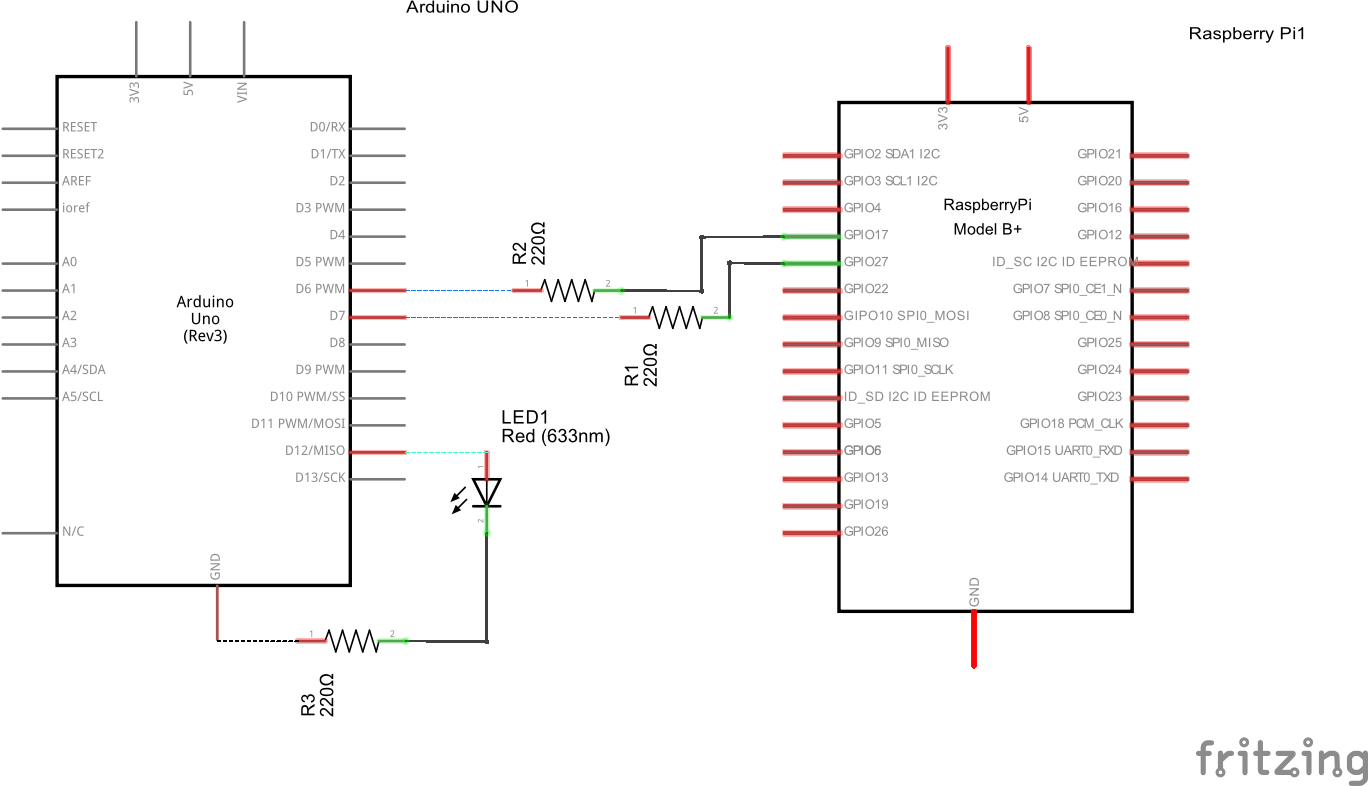 Arduino UNO
Raspberry Pi1
3V3
5V
VIN
RESET
RESET2
AREF
ioref
A0
A1
A2
A3
A4/SDA
A5/SCL
N/C
D0/RX
D1/TX
D2
D3 PWM
D4
D5 PWM
D6 PWM
D7
D8
D9 PWM
D10 PWM/SS
D11 PWM/MOSI
D12/MISO
D13/SCK
Arduino
Uno
(Rev3)
GND
R2
220Ω
1
2
R1
220Ω
1
2
LED1
Red (633nm)
1
2
R3
220Ω
1
2
3V3
5V
GPIO2 SDA1 I2C
GPIO3 SCL1 I2C
GPIO4
GPIO17
GPIO27
GPIO22
GIPO10 SPI0_MOSI
GPIO9 SPI0_MISO
GPIO11 SPI0_SCLK
ID_SD I2C ID EEPROM
GPIO5
GPIO6
GPIO13
GPIO19
GPIO26
RaspberryPi
Model B+
GPIO21
GPIO20
GPIO16
GPIO12
ID_SC I2C ID EEPROM
GPIO7 SPI0_CE1_N
GPIO8 SPI0_CE0_N
GPIO25
GPIO24
GPIO23
GPIO18 PCM_CLK
GPIO15 UART0_RXD
GPIO14 UART0_TXD
GND
fritzing